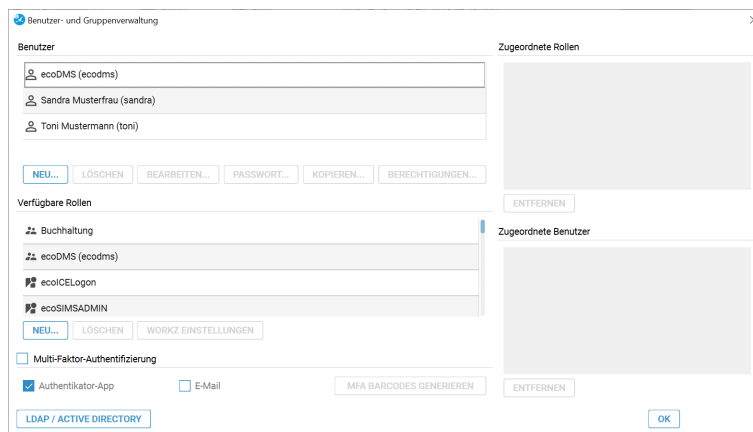 Benutzer- und Gruppenverwaltung
Benutzer
ecoDMS (ecodms)
Sandra Musterfrau (sandra)
Toni Mustermann (toni)
NEU... LÖSCHEN BEARBEITEN... PASSWORT... KOPIEREN... BERECHTIGUNGEN...
Verfügbare Rollen
Buchhaltung
ecoDMS (ecodms)
ecoICELogon
ecoSIMSADMIN
NEU... LÖSCHEN WORKZ EINSTELLUNGEN
Multi-Faktor-Authentifizierung
Authentikator-App E-Mail MFA BARCODES GENERIEREN
LDAP / ACTIVE DIRECTORY
Zugeordnete Rollen
ENTFERNEN
Zugeordnete Benutzer
ENTFERNEN
OK